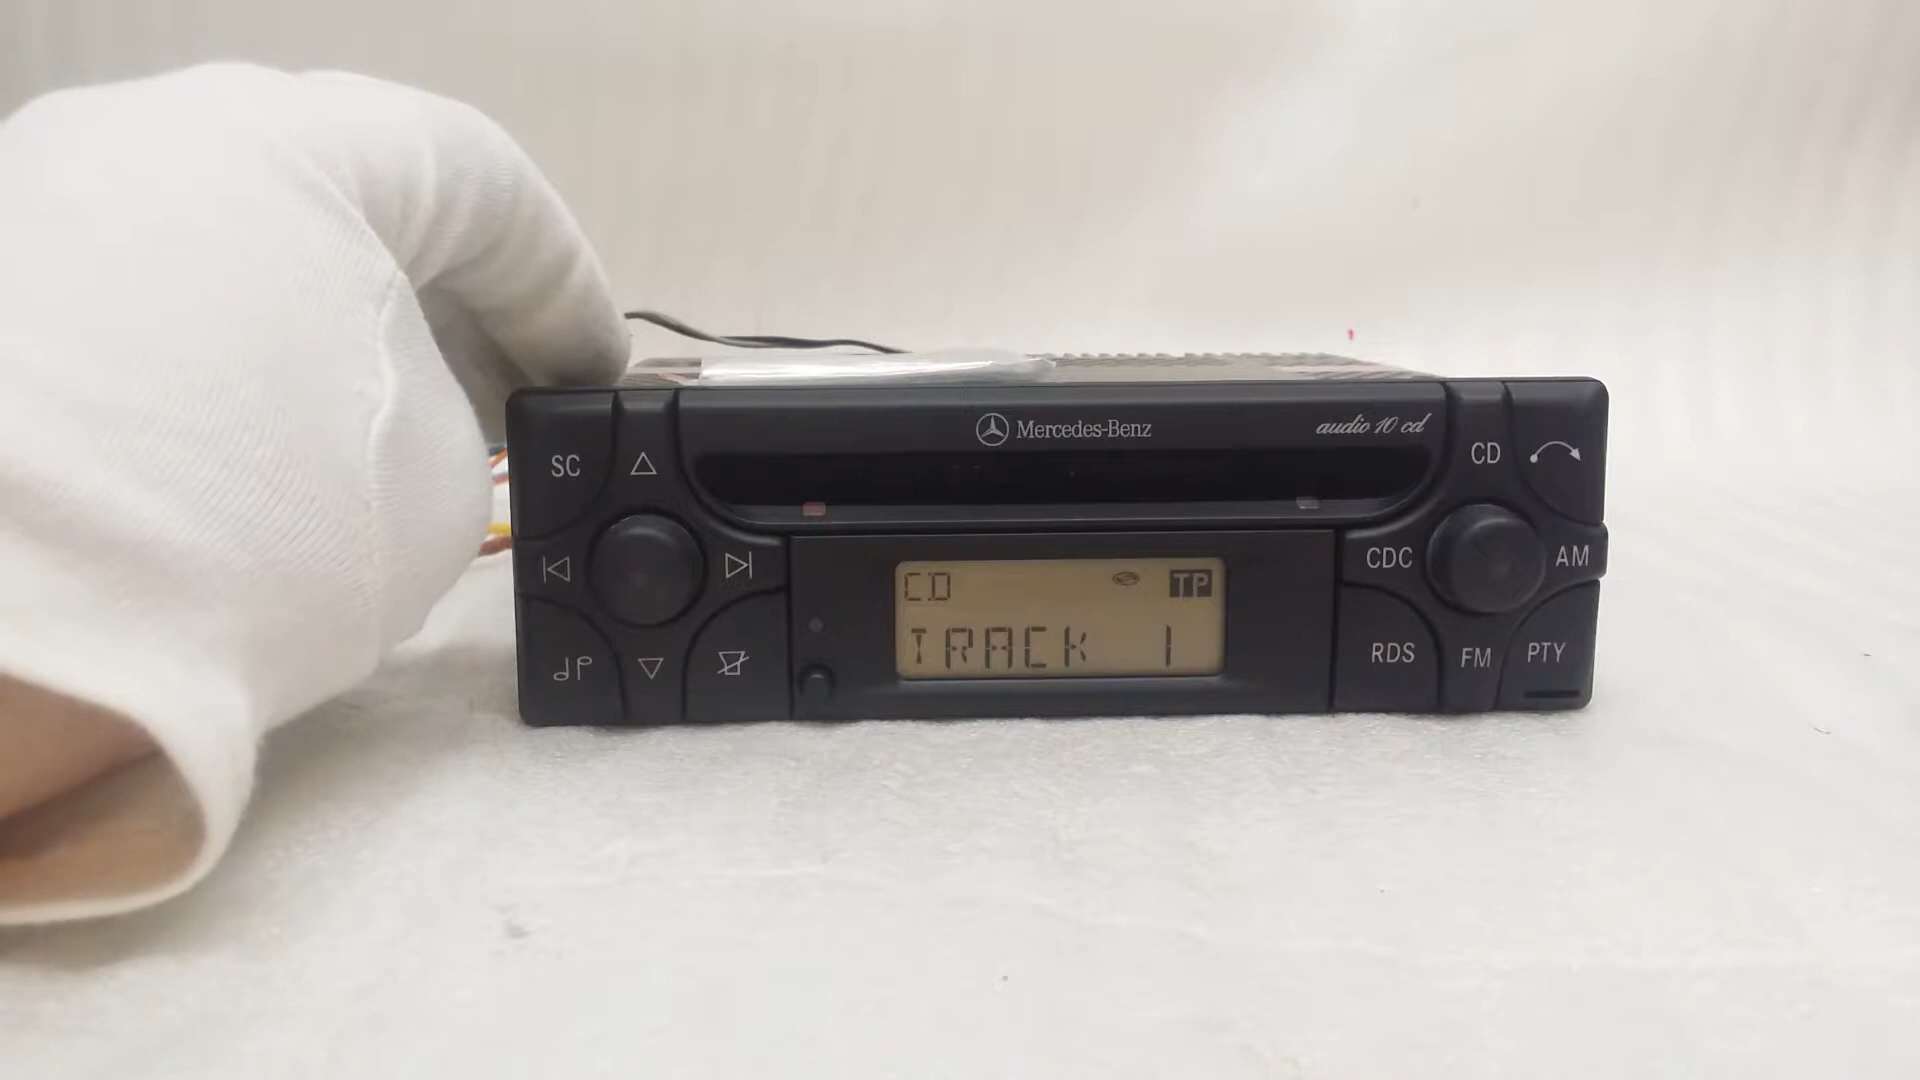 Mercedes-Benz
audio 10 cd
SC
CD
CD
TP
TRACK 1
CDC
AM
RDS
FM
PTY